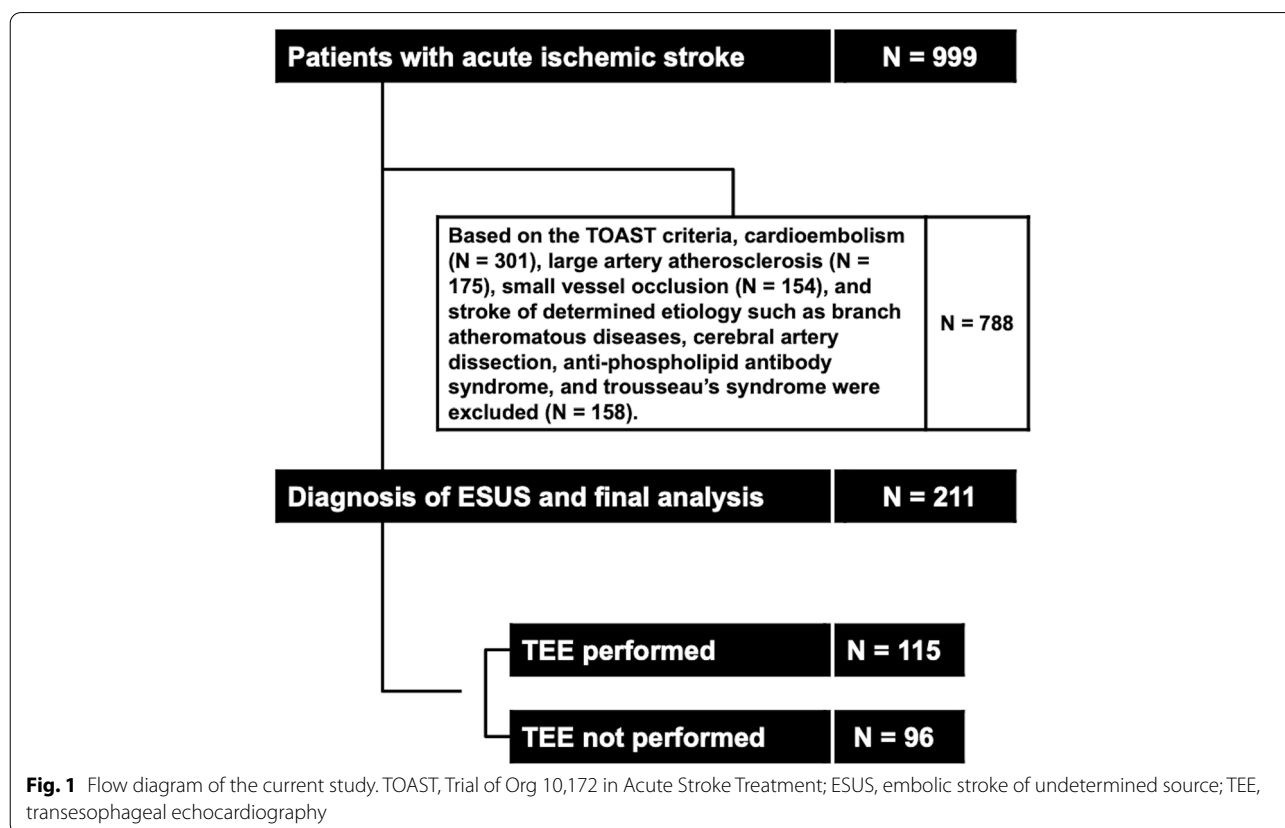 Patients with acute ischemic stroke N = 999
Based on the TOAST criteria, cardioembolism
(N = 301), large artery atherosclerosis (N =
175), small vessel occlusion (N = 154), and
stroke of determined etiology such as branch
atheromatous diseases, cerebral artery
dissection, anti-phospholipid antibody
syndrome, and trousseau's syndrome were
excluded (N = 158).
N = 788
Diagnosis of ESUS and final analysis N = 211
TEE performed N = 115
TEE not performed N = 96
Fig. 1 Flow diagram of the current study. TOAST, Trial of Org 10,172 in Acute Stroke Treatment; ESUS, embolic stroke of undetermined source; TEE,
transesophageal echocardiography